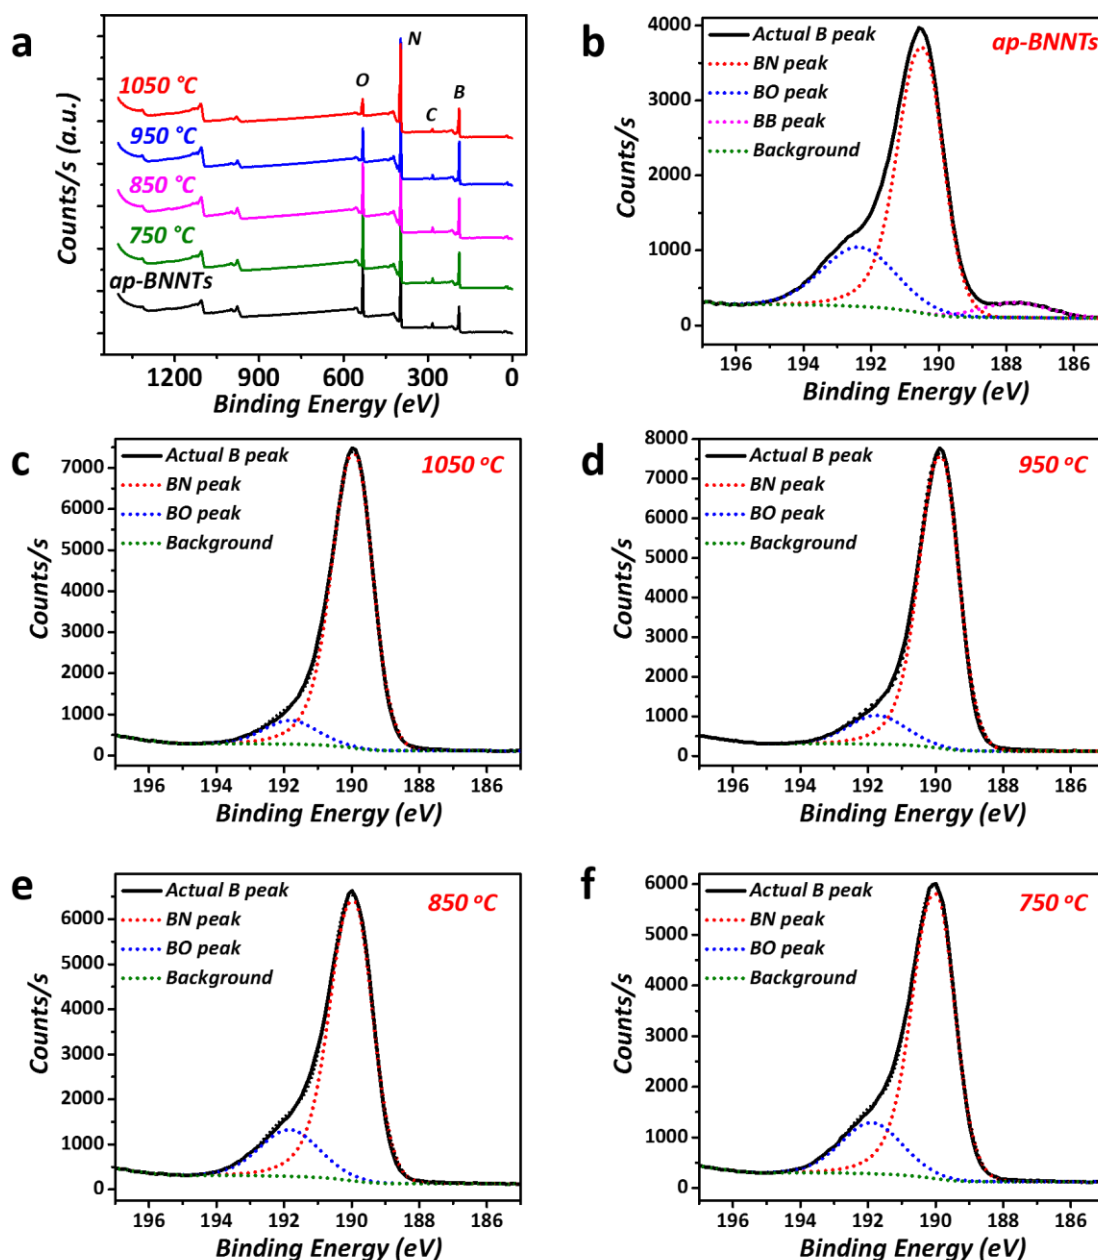 a
Counts/s (a.u.)
1050 °C
950 °C
850 °C
750 °C
ap-BNNTs
O
N
C
B
1200 900 600 300 0
Binding Energy (eV)
b
Counts/s
4000
3000
2000
1000
0
Actual B peak
BN peak
BO peak
BB peak
Background
ap-BNNTs
196 194 192 190 188 186
Binding Energy (eV)
c
Counts/s
7000
6000
5000
4000
3000
2000
1000
0
Actual B peak
BN peak
BO peak
Background
1050 °C
196 194 192 190 188 186
Binding Energy (eV)
d
Counts/s
8000
7000
6000
5000
4000
3000
2000
1000
0
Actual B peak
BN peak
BO peak
Background
950 °C
196 194 192 190 188 186
Binding Energy (eV)
e
Counts/s
6000
5000
4000
3000
2000
1000
0
Actual B peak
BN peak
BO peak
Background
850 °C
196 194 192 190 188 186
Binding Energy (eV)
f
Counts/s
6000
5000
4000
3000
2000
1000
0
Actual B peak
BN peak
BO peak
Background
750 °C
196 194 192 190 188 186
Binding Energy (eV)